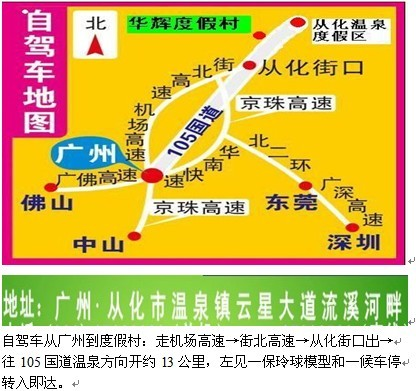 自驾车地图
北
华辉度假村
从化温泉
度假区
从化街口
街北高速
机场高速
105国道
京珠高速
广州
华南快速
北二环
广佛高速
佛山
京珠高速
东莞
广深高速
中山
深圳
地址：广州·从化市温泉镇云星大道流溪河畔
自驾车从广州到度假村：走机场高速→街北高速→从化街口出→
往 105 国道温泉方向开约 13 公里，左见一保玲球模型和一候车停
转入即达。